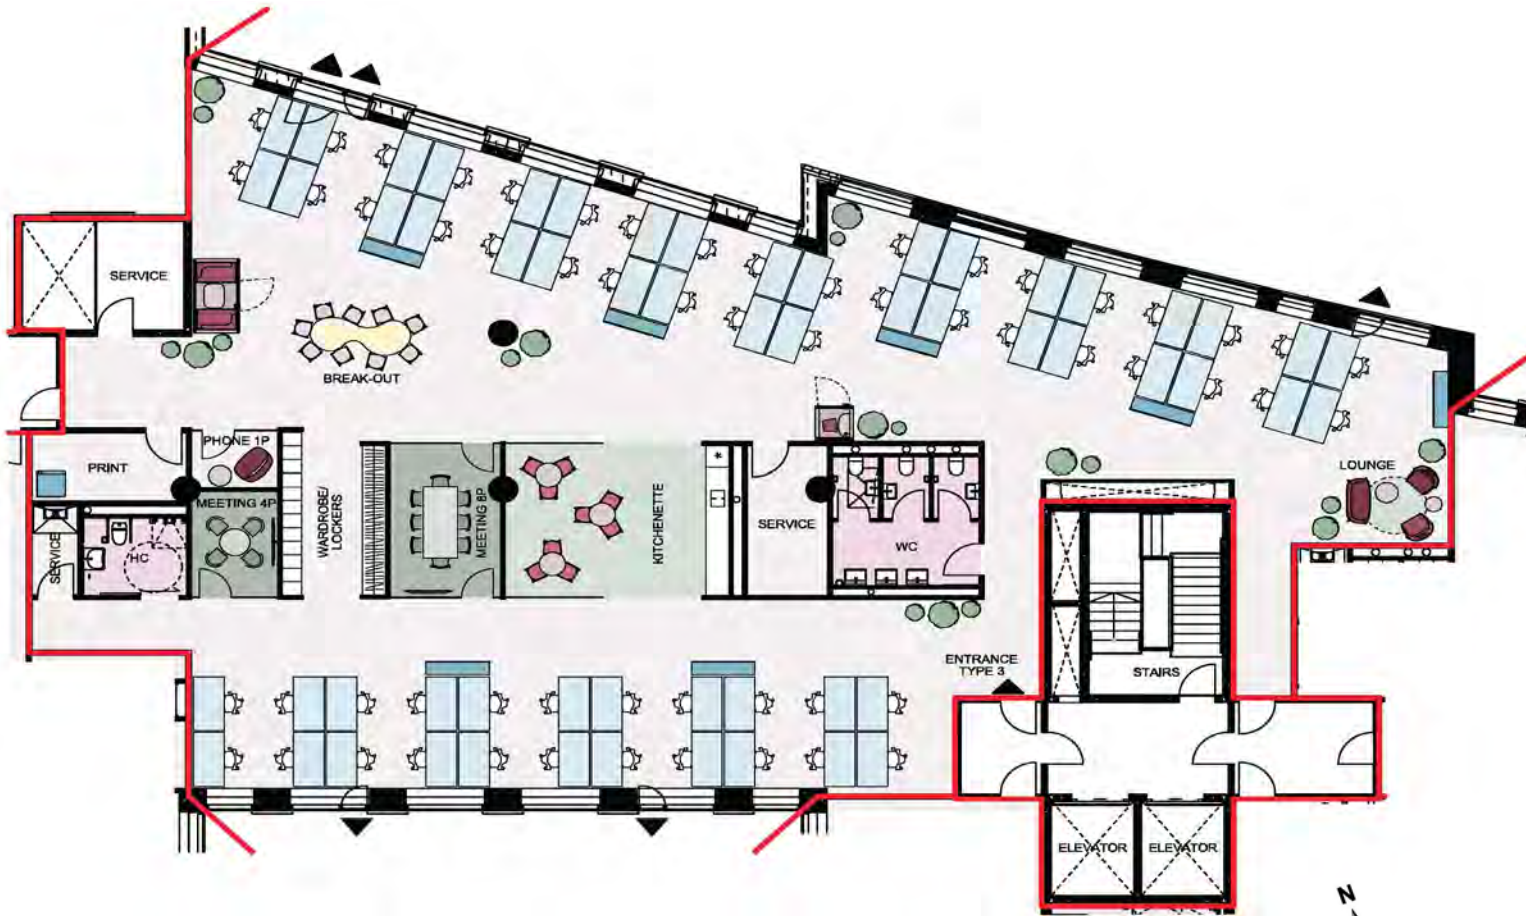 SERVICE
BREAK-OUT
PHONE 1P
PRINT
MEETING 4P
WARDROBE/
LOCKERS
MEETING 8P
KITCHENETTE
SERVICE
WC
LOUNGE
SERVICE
HC
ENTRANCE
TYPE 3
STAIRS
ELEVATOR
ELEVATOR
N